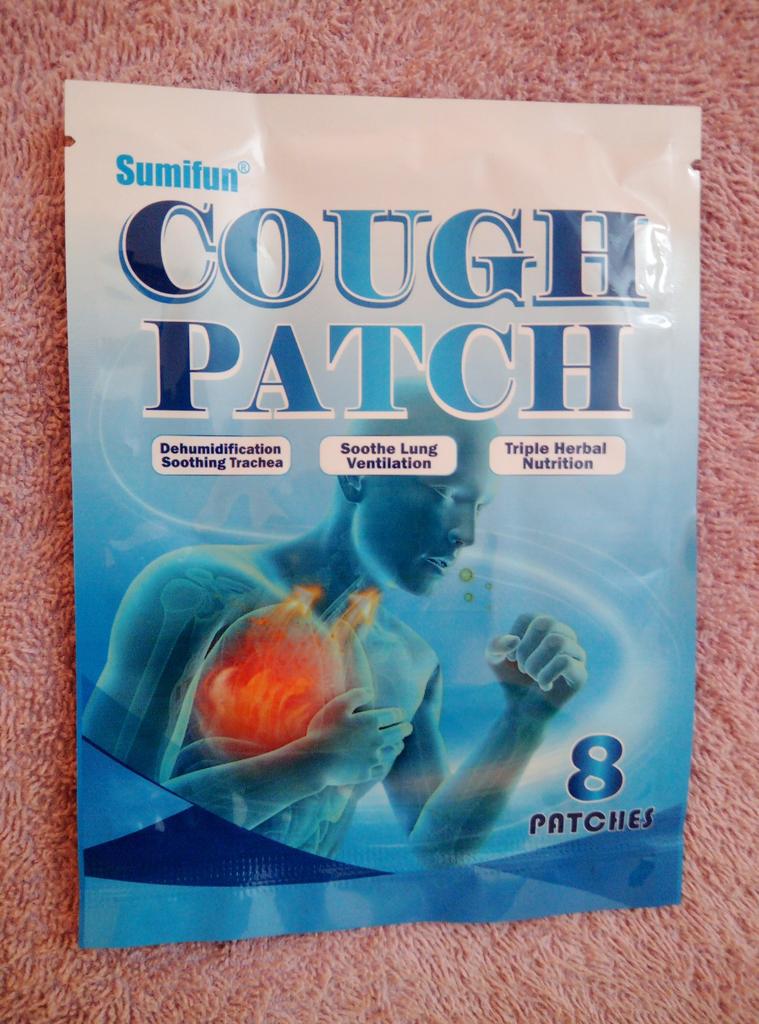 Sumifun®
COUGH
PATCH
Dehumidification
Soothing Trachea
Soothe Lung
Ventilation
Triple Herbal
Nutrition
8
PATCHES